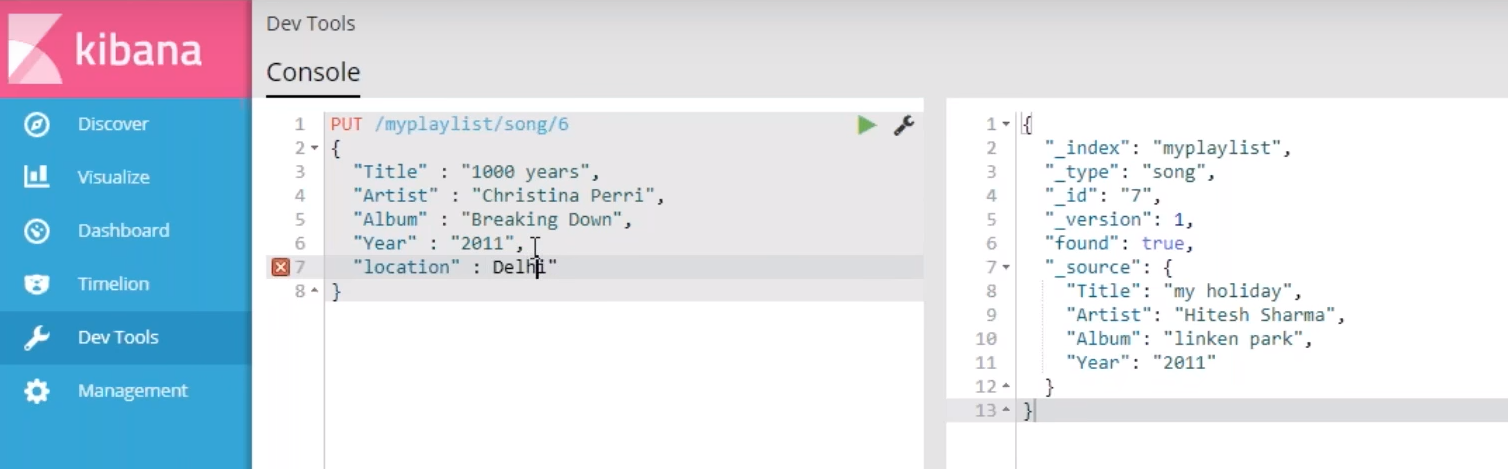 kibana
Discover
Visualize
Dashboard
Timelion
Dev Tools
Management
Dev Tools
Console
1 PUT /myplaylist/song/6
2 {
3 "Title" : "1000 years",
4 "Artist" : "Christina Perri",
5 "Album" : "Breaking Down",
6 "Year" : "2011",
7 "location" : Delhi"
8 }
1 {
2 "_index": "myplaylist",
3 "_type": "song",
4 "_id": "7",
5 "_version": 1,
6 "found": true,
7 "_source": {
8 "Title": "my holiday",
9 "Artist": "Hitesh Sharma",
10 "Album": "linken park",
11 "Year": "2011"
12 }
13 }